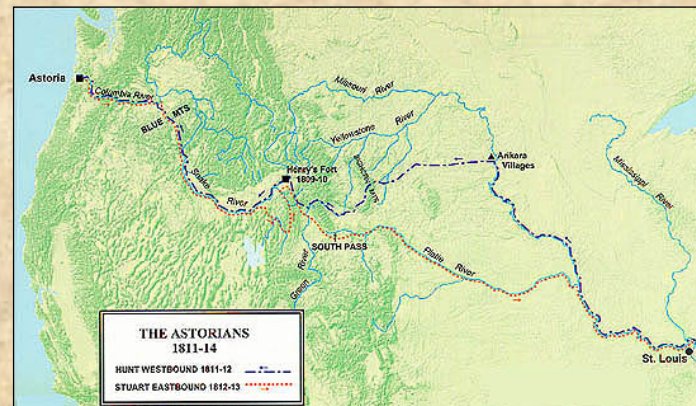 Astoria
Columbia River
BLUE MTS
Snake
River
Missouri
River
Yellowstone
River
BIGHORN MTS
Henry's Fort
1809-10
Arikara
Villages
Mississippi
River
SOUTH PASS
Green
River
Platte
River
St. Louis
THE ASTORIANS
1811-14
HUNT WESTBOUND 1811-12
STUART EASTBOUND 1812-13